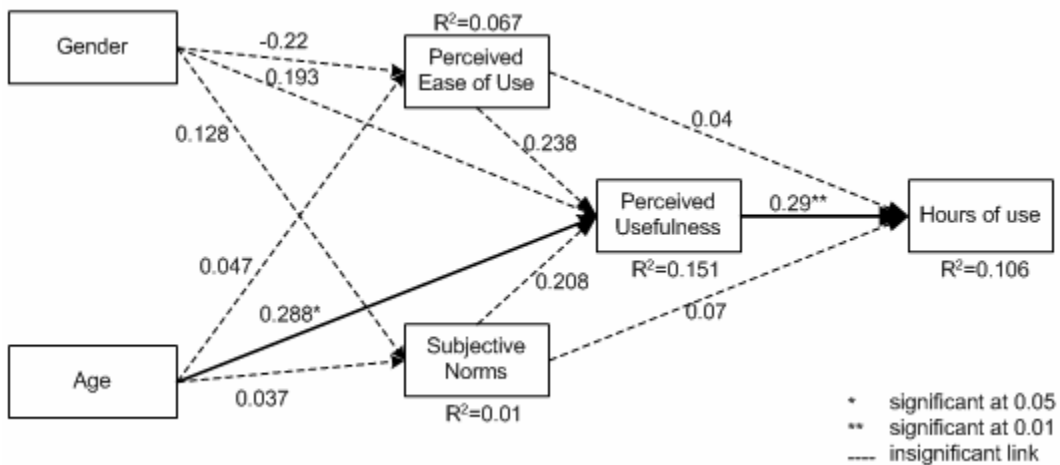 R²=0.067
Gender
-0.22
Perceived
Ease of Use
0.193
0.128
0.04
0.238
Perceived
Usefulness
0.29**
Hours of use
R²=0.151
R²=0.106
0.047
0.208
0.288*
0.07
Age
Subjective
Norms
0.037
R²=0.01
* significant at 0.05
** significant at 0.01
---- insignificant link